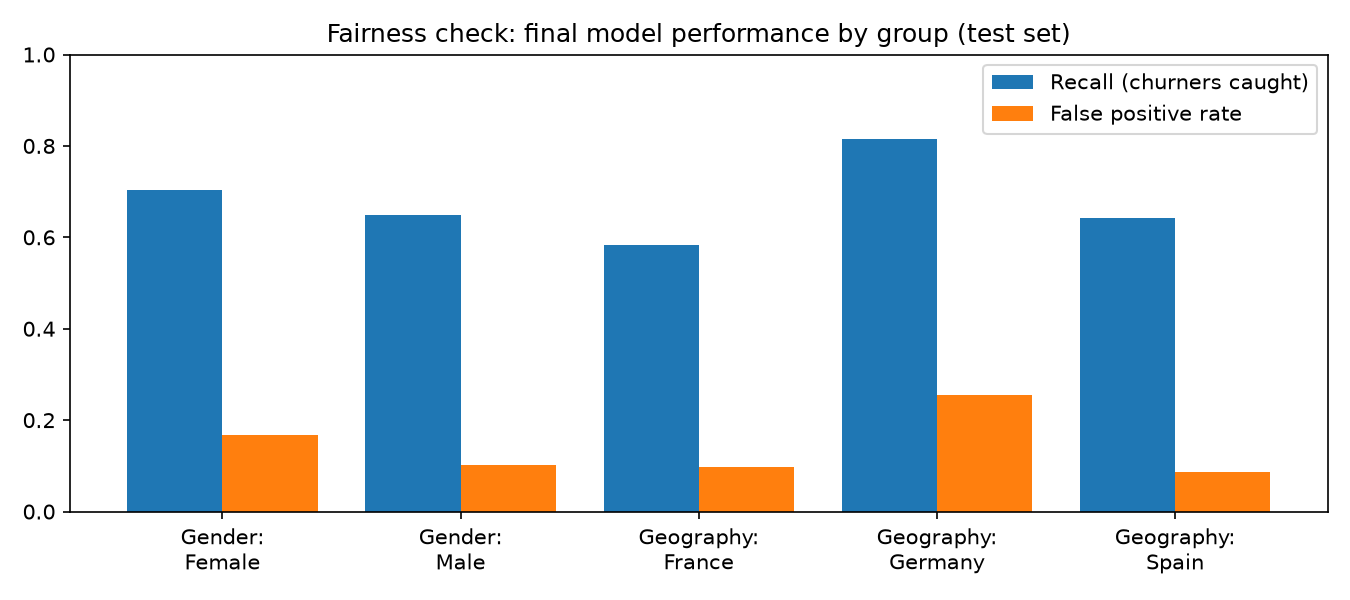 Fairness check: final model performance by group (test set)
1.0
0.8
0.6
0.4
0.2
0.0
Recall (churners caught)
False positive rate
Gender:
Female
Gender:
Male
Geography:
France
Geography:
Germany
Geography:
Spain